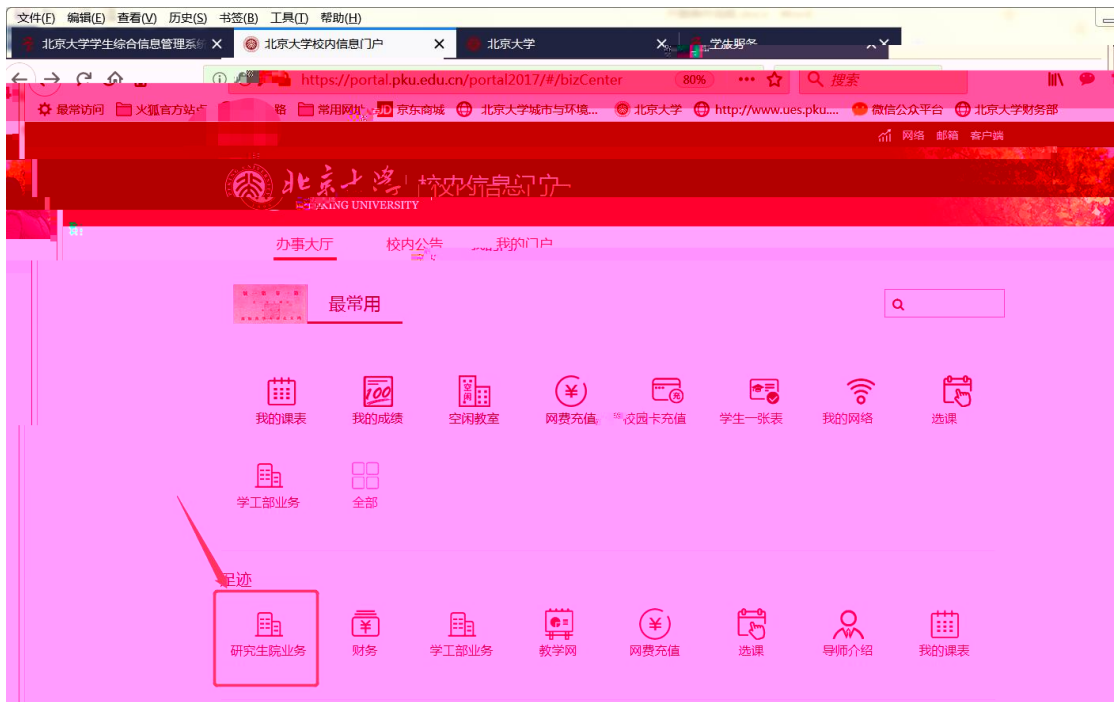 文件(F) 编辑(E) 查看(V) 历史(S) 书签(B) 工具(T) 帮助(H)
北京大学学生综合信息管理系统 北京大学校内信息门户 北京大学
https://portal.pku.edu.cn/portal2017/#/bizCenter 80% 搜索
最常访问 火狐官方站点 常用网址 JD 京东商城 北京大学城市与环境... 北京大学 http://www.ues.pku.... 微信公众平台 北京大学财务部
网络 邮箱 客户端
北京大学 校内信息门户
PEKING UNIVERSITY
办事大厅 校内公告 我的门户
最常用
我的课表 我的成绩 空闲教室 网费充值 校园卡充值 学生一张表 我的网络 选课
学工部业务 全部
足迹
研究生院业务 财务 学工部业务 教学网 网费充值 选课 导师介绍 我的课表